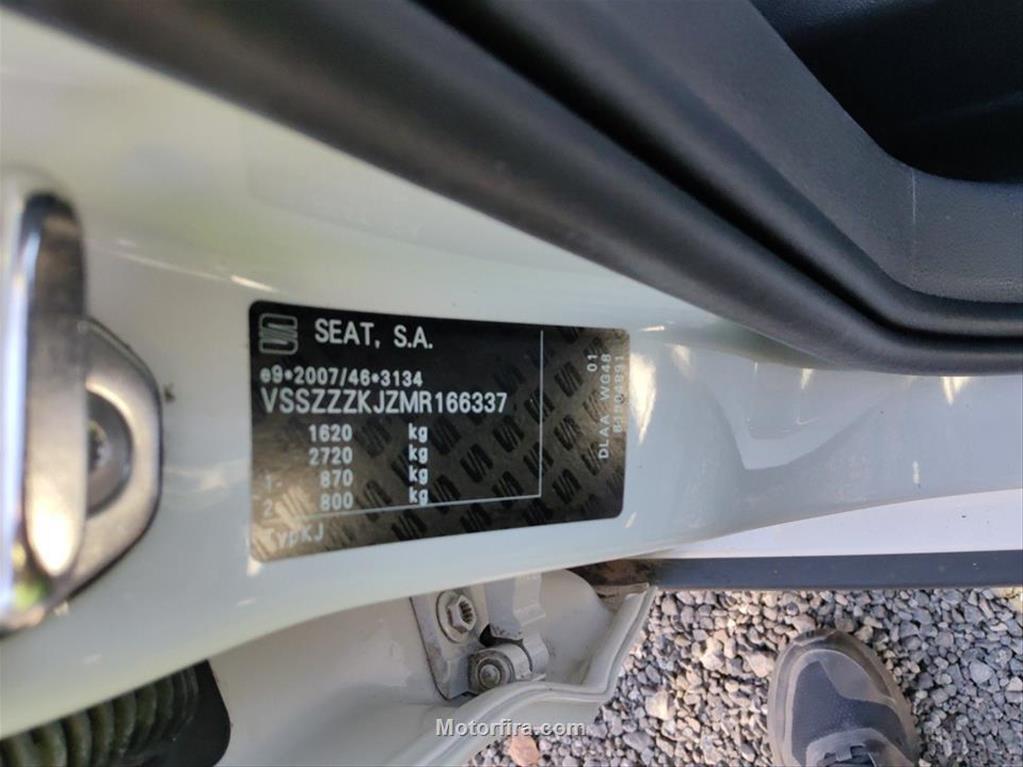 SEAT, S.A.
e9*2007/46*3134
VSSZZZKJZMR166337
1620 kg
2720 kg
1- 870 kg
2- 800 kg
TypKJ
01
DLAA WG48
Motorfira.com